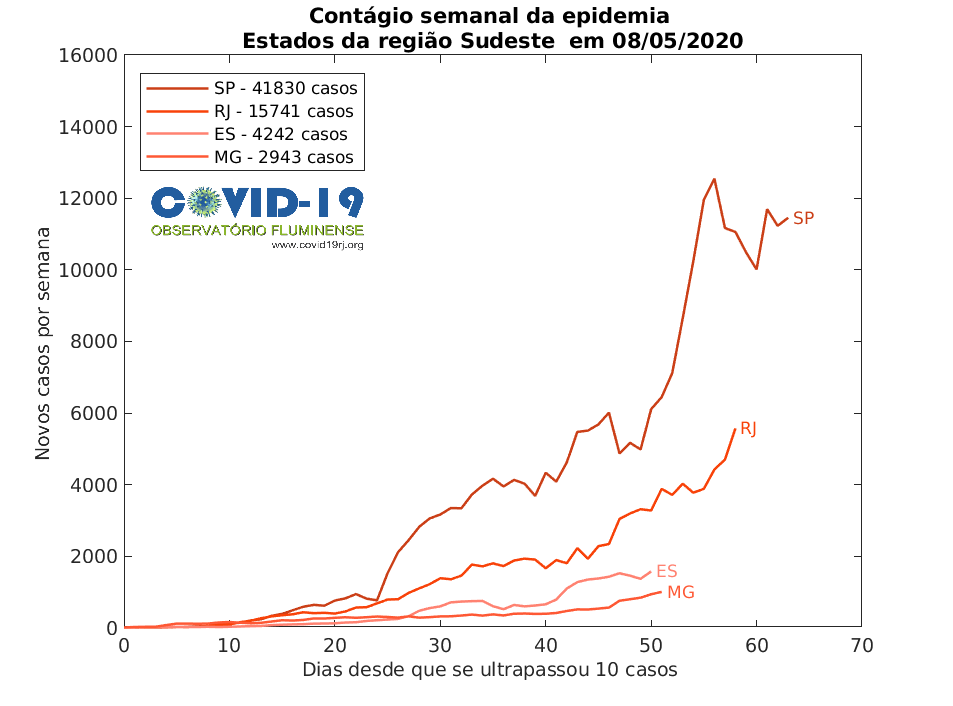 Contágio semanal da epidemia
Estados da região Sudeste  em 08/05/2020
16000
14000
12000
10000
8000
6000
4000
2000
0
Novos casos por semana
SP - 41830 casos
RJ - 15741 casos
ES - 4242 casos
MG - 2943 casos
COVID-19
OBSERVATÓRIO FLUMINENSE
www.covid19rj.org
SP
RJ
ES
MG
0 10 20 30 40 50 60 70
Dias desde que se ultrapassou 10 casos